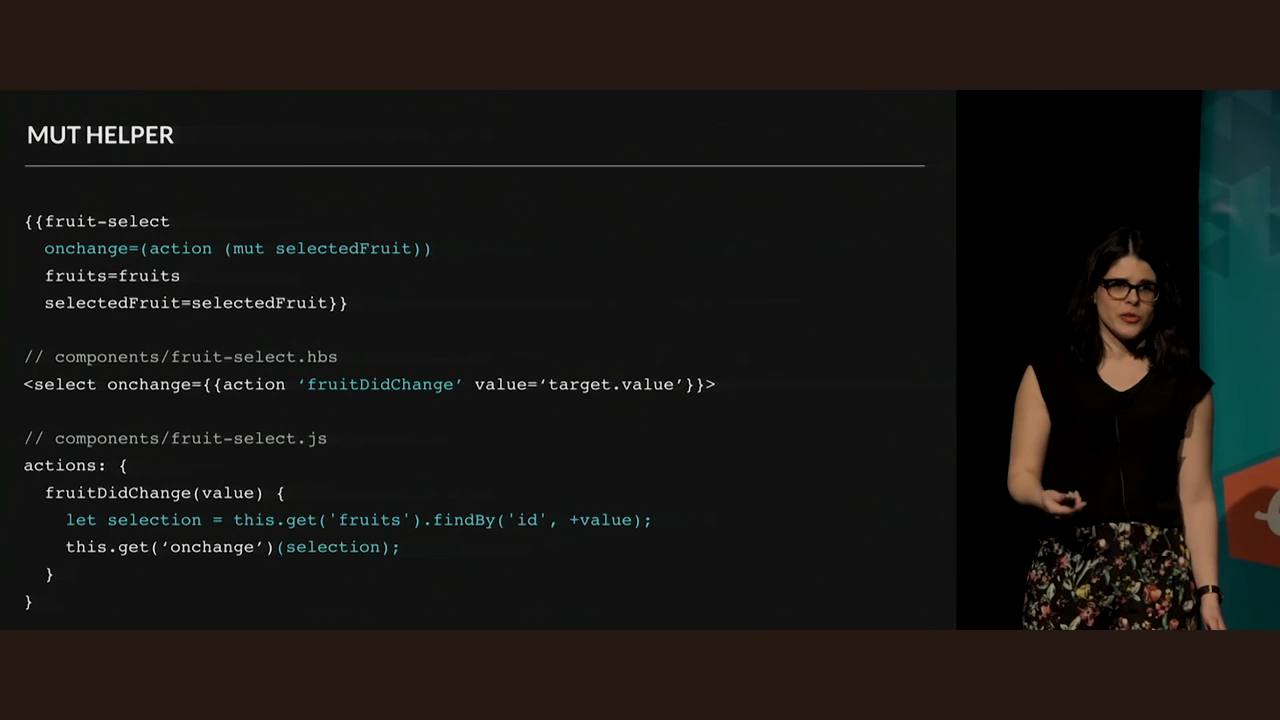 MUT HELPER
{{fruit-select
onchange=(action (mut selectedFruit))
fruits=fruits
selectedFruit=selectedFruit}}
// components/fruit-select.hbs
<select onchange={{action ‘fruitDidChange’ value=‘target.value’}}>
// components/fruit-select.js
actions: {
fruitDidChange(value) {
let selection = this.get('fruits').findBy('id', +value);
this.get(‘onchange’)(selection);
}
}